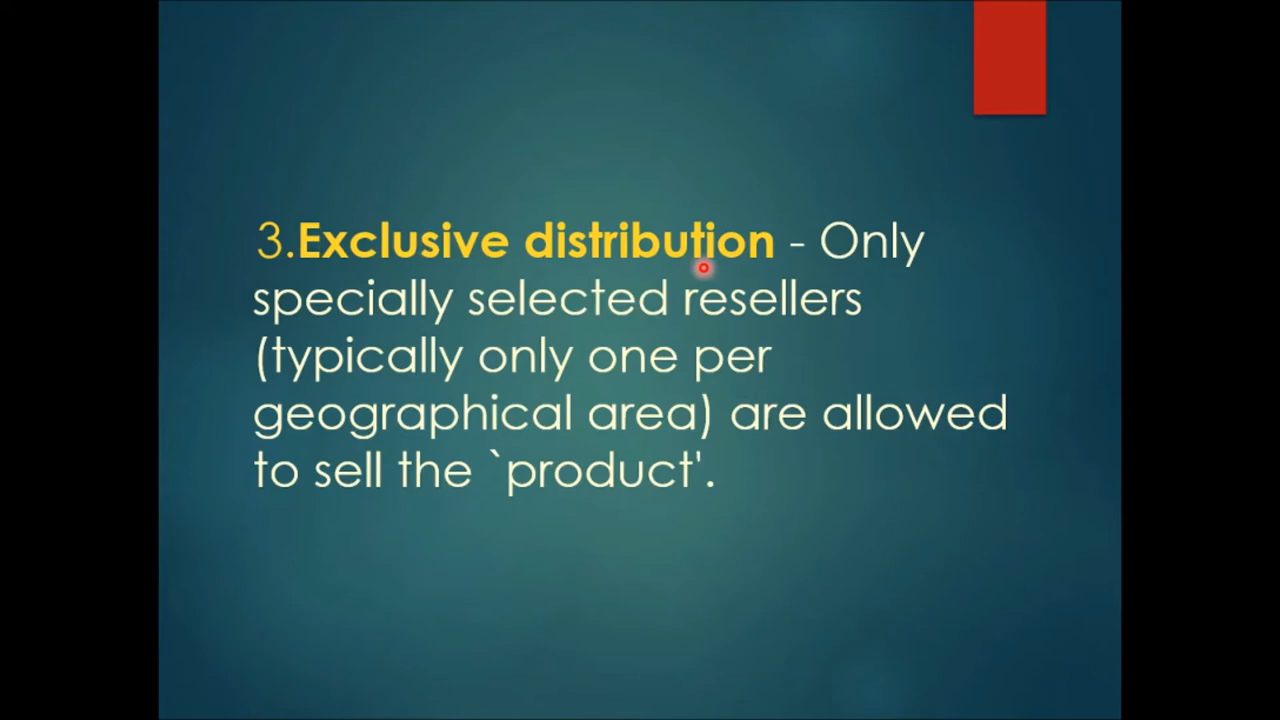 3.Exclusive distribution - Only
specially selected resellers
(typically only one per
geographical area) are allowed
to sell the `product'.